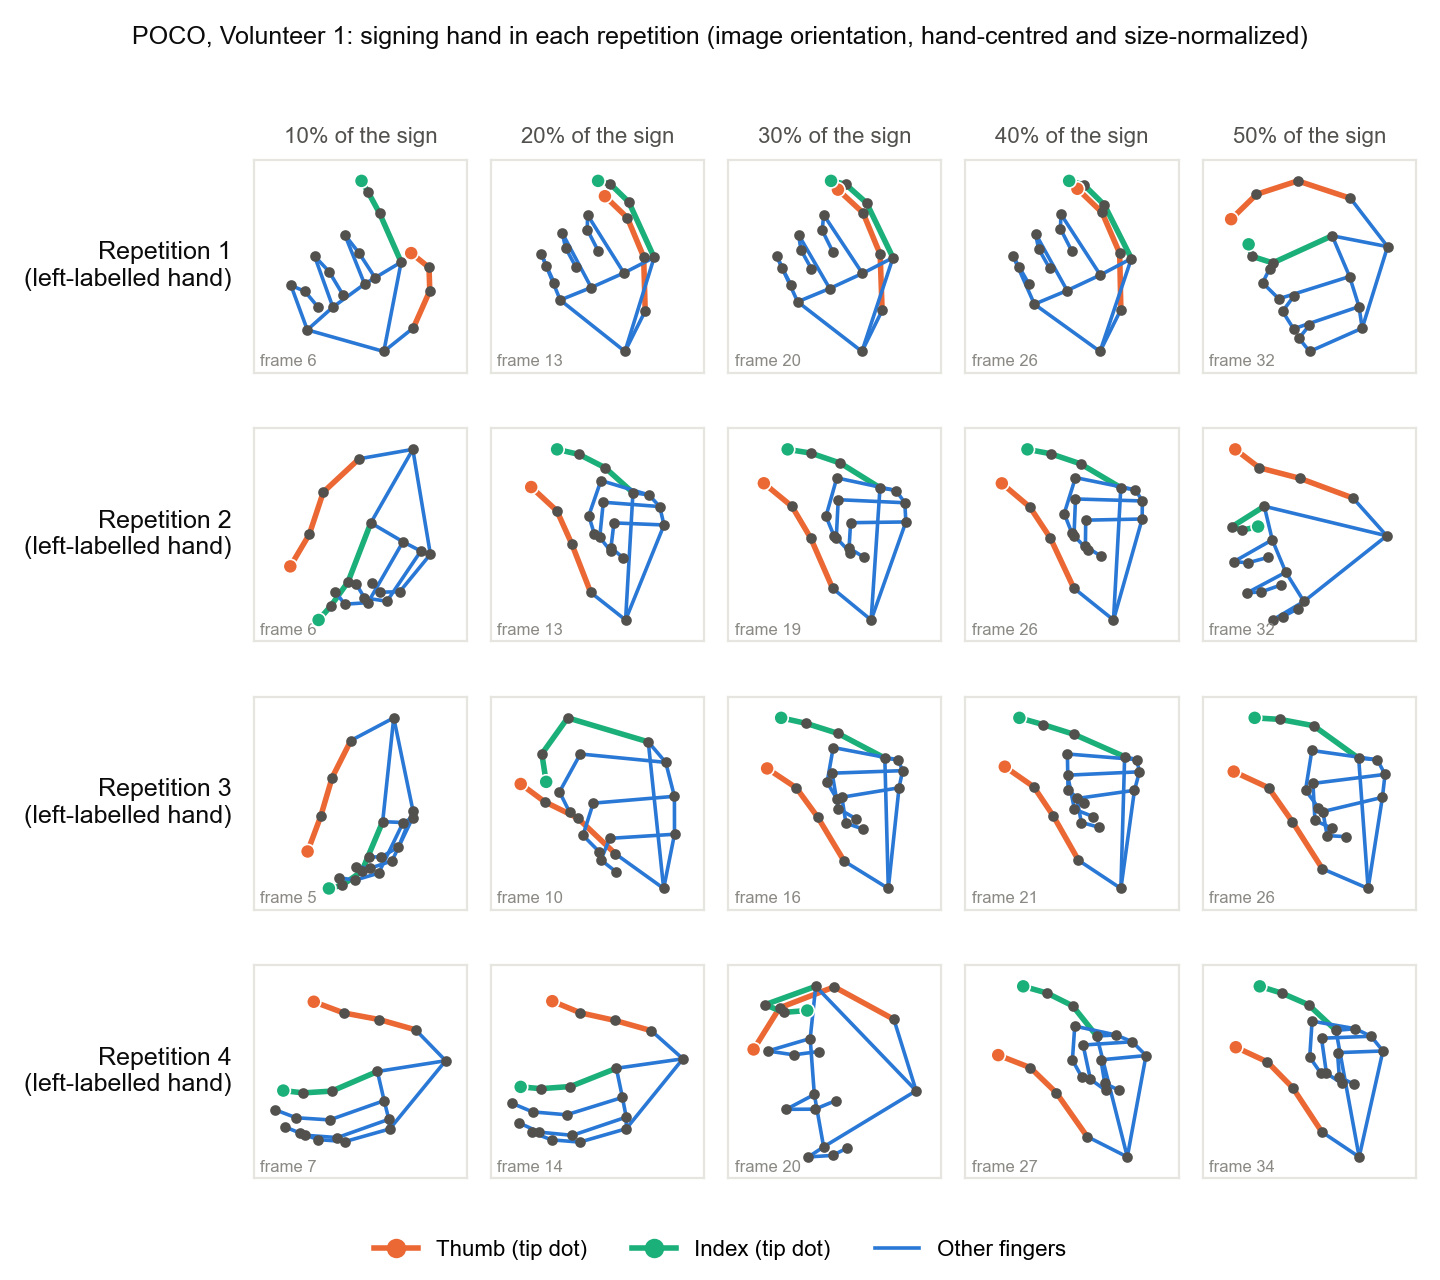 POCO, Volunteer 1: signing hand in each repetition (image orientation, hand-centred and size-normalized)
10% of the sign
20% of the sign
30% of the sign
40% of the sign
50% of the sign
Repetition 1
(left-labelled hand)
frame 6
frame 13
frame 20
frame 26
frame 32
Repetition 2
(left-labelled hand)
frame 6
frame 13
frame 19
frame 26
frame 32
Repetition 3
(left-labelled hand)
frame 5
frame 10
frame 16
frame 21
frame 26
Repetition 4
(left-labelled hand)
frame 7
frame 14
frame 20
frame 27
frame 34
Thumb (tip dot)
Index (tip dot)
Other fingers